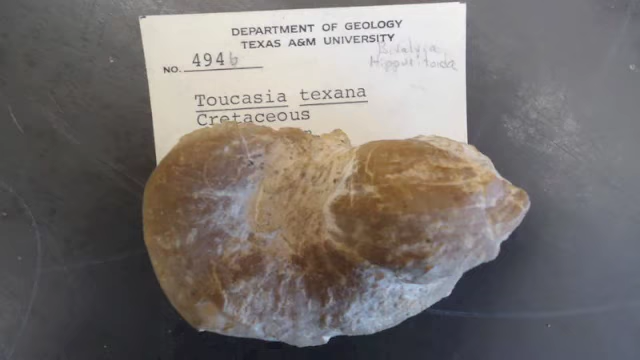 DEPARTMENT OF GEOLOGY
TEXAS A&M UNIVERSITY
Bivalvia
Hippuritoida
NO. 4946
Toucasia texana
Cretaceous